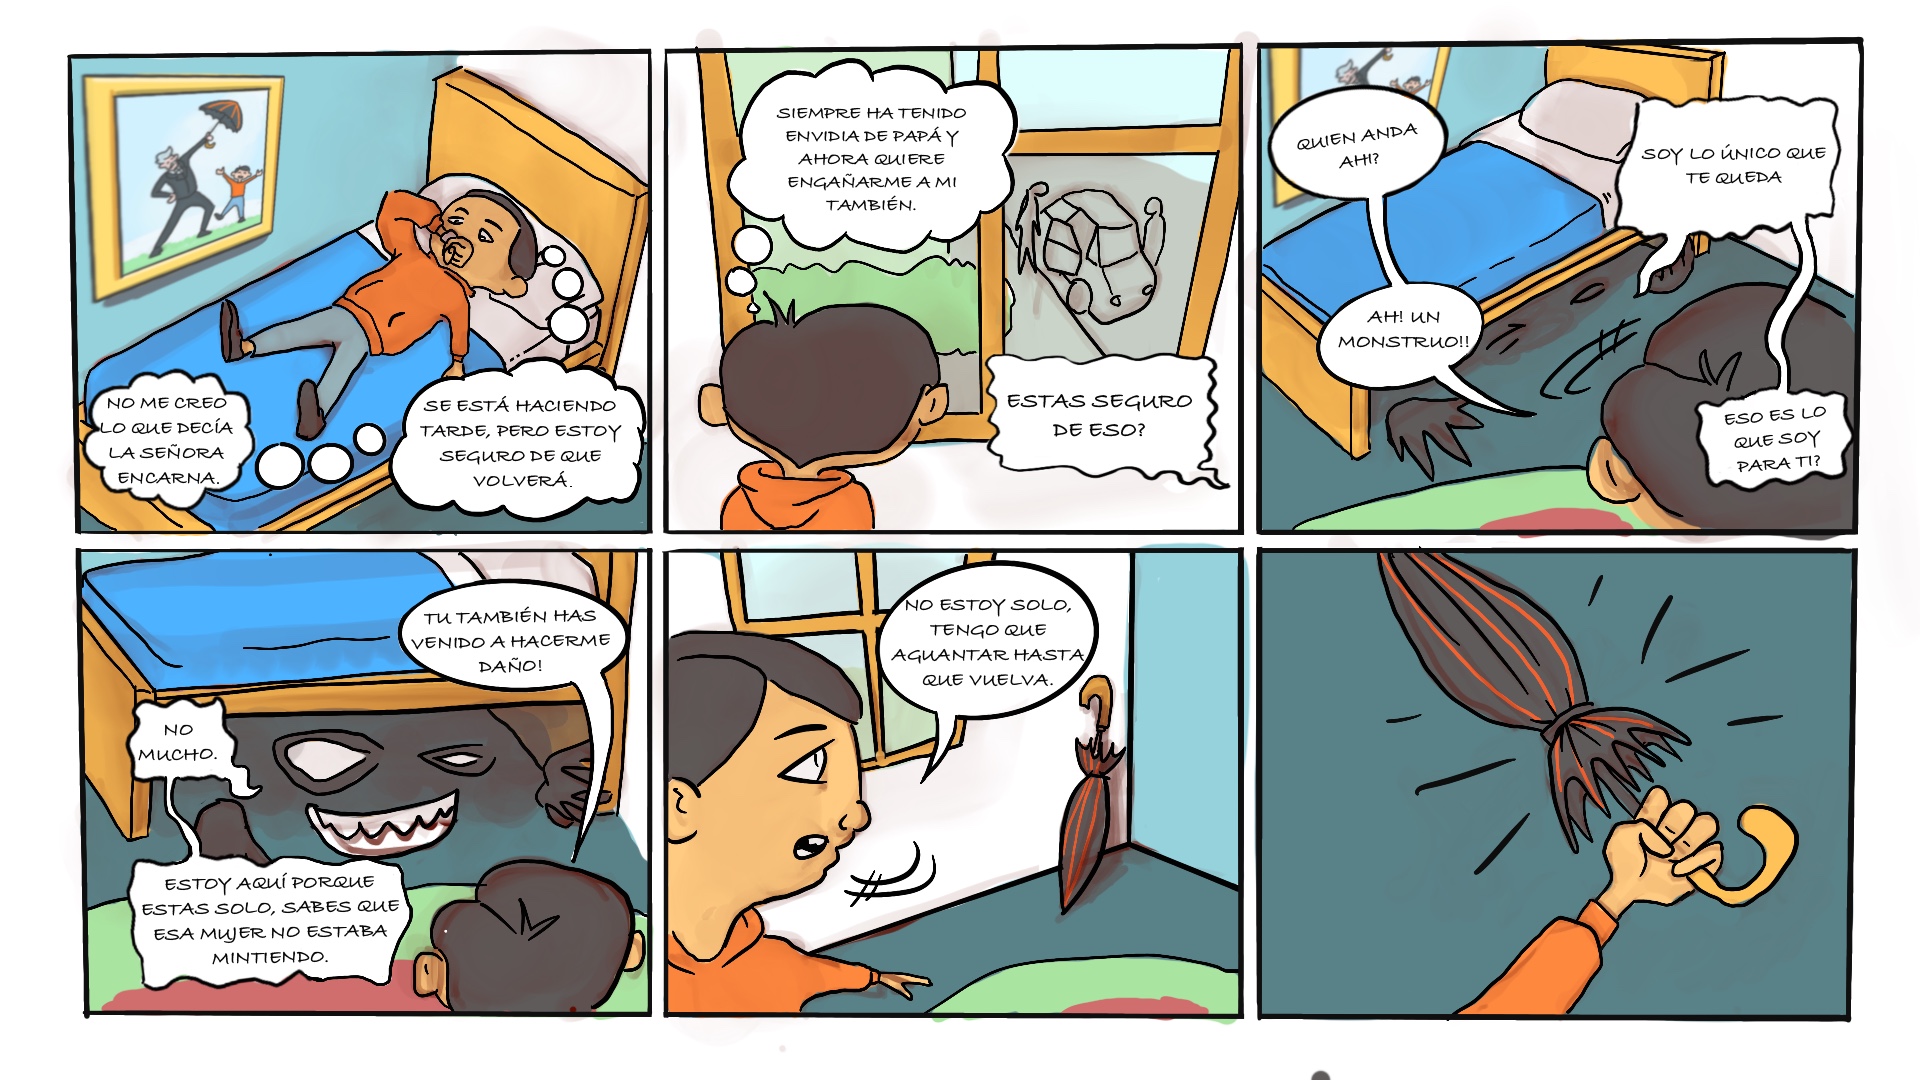 NO ME CREO
LO QUE DECÍA
LA SEÑORA
ENCARNA.
SE ESTÁ HACIENDO
TARDE, PERO ESTOY
SEGURO DE QUE
VOLVERÁ.
SIEMPRE HA TENIDO
ENVIDIA DE PAPÁ Y
AHORA QUIERE
ENGAÑARME A MI
TAMBIÉN.
ESTAS SEGURO
DE ESO?
QUIEN ANDA
AHI?
SOY LO ÚNICO QUE
TE QUEDA
AH! UN
MONSTRUO!!
ESO ES LO
QUE SOY
PARA TI?
TU TAMBIÉN HAS
VENIDO A HACERME
DAÑO!
NO
MUCHO.
ESTOY AQUÍ PORQUE
ESTAS SOLO, SABES QUE
ESA MUJER NO ESTABA
MINTIENDO.
NO ESTOY SOLO,
TENGO QUE
AGUANTAR HASTA
QUE VUELVA.